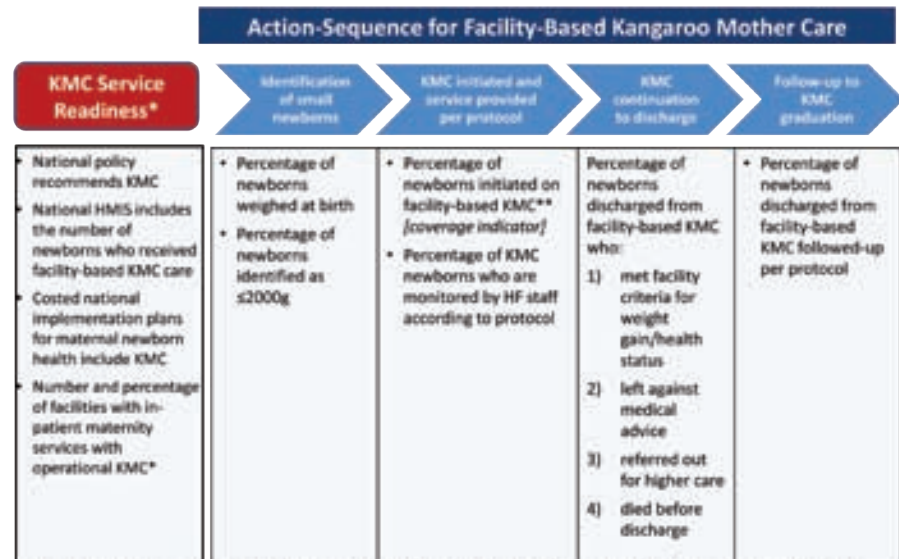 Action-Sequence for Facility-Based Kangaroo Mother Care
KMC Service
Readiness*
Identification
of small
newborns
KMC initiated and
service provided
per protocol
KMC
continuation
to discharge
Follow-up to
KMC
graduation
• National policy
recommends KMC
• National HMIS includes
the number of
newborns who received
facility-based KMC care
• Costed national
implementation plans
for maternal newborn
health include KMC
• Number and percentage
of facilities with in-
patient maternity
services with
operational KMC*
• Percentage of
newborns
weighed at birth
• Percentage of
newborns
identified as
≤2000g
• Percentage of
newborns initiated on
facility-based KMC**
[coverage indicator]
• Percentage of KMC
newborns who are
monitored by HF staff
according to protocol
Percentage of
newborns
discharged from
facility-based KMC
who:
1) met facility
criteria for
weight
gain/health
status
2) left against
medical
advice
3) referred out
for higher care
4) died before
discharge
• Percentage of
newborns
discharged from
facility-based
KMC followed-up
per protocol